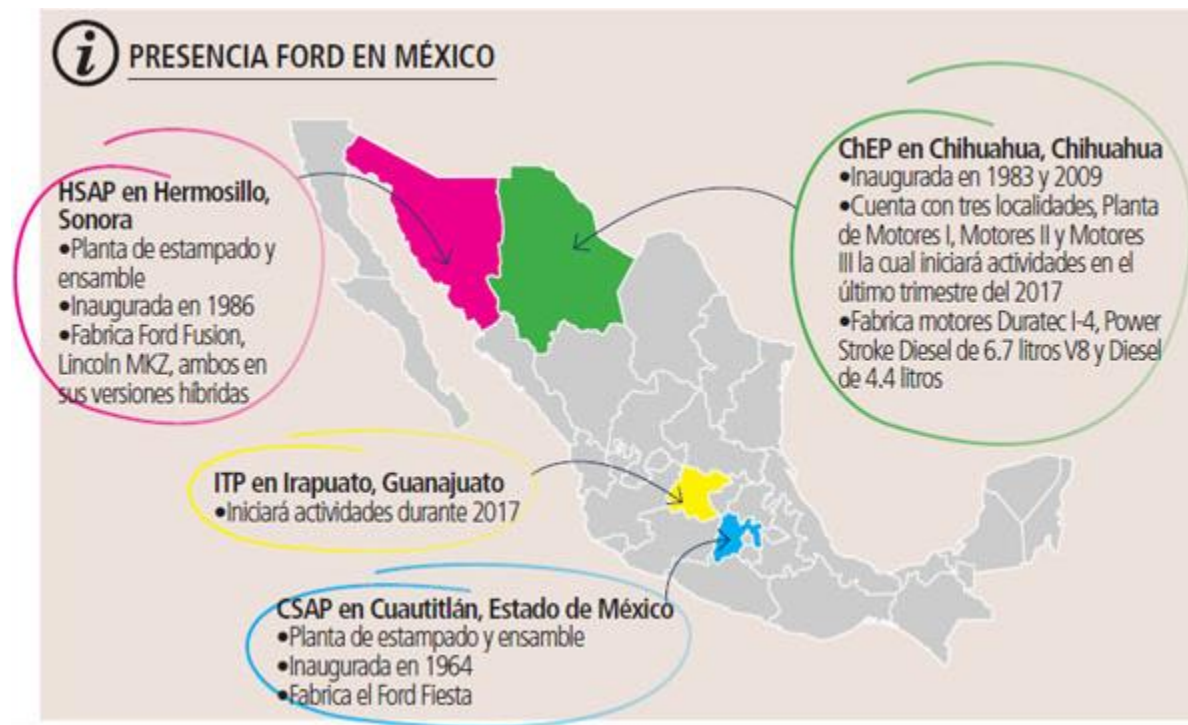 i PRESENCIA FORD EN MÉXICO
HSAP en Hermosillo,
Sonora
•Planta de estampado y
ensamble
•Inaugurada en 1986
•Fabrica Ford Fusion,
Lincoln MKZ, ambos en
sus versiones híbridas
ChEP en Chihuahua, Chihuahua
•Inaugurada en 1983 y 2009
•Cuenta con tres localidades, Planta
de Motores I, Motores II y Motores
III la cual iniciará actividades en el
último trimestre del 2017
•Fabrica motores Duratec I-4, Power
Stroke Diesel de 6.7 litros V8 y Diesel
de 4.4 litros
ITP en Irapuato, Guanajuato
•Iniciará actividades durante 2017
CSAP en Cuautitlán, Estado de México
•Planta de estampado y ensamble
•Inaugurada en 1964
•Fabrica el Ford Fiesta